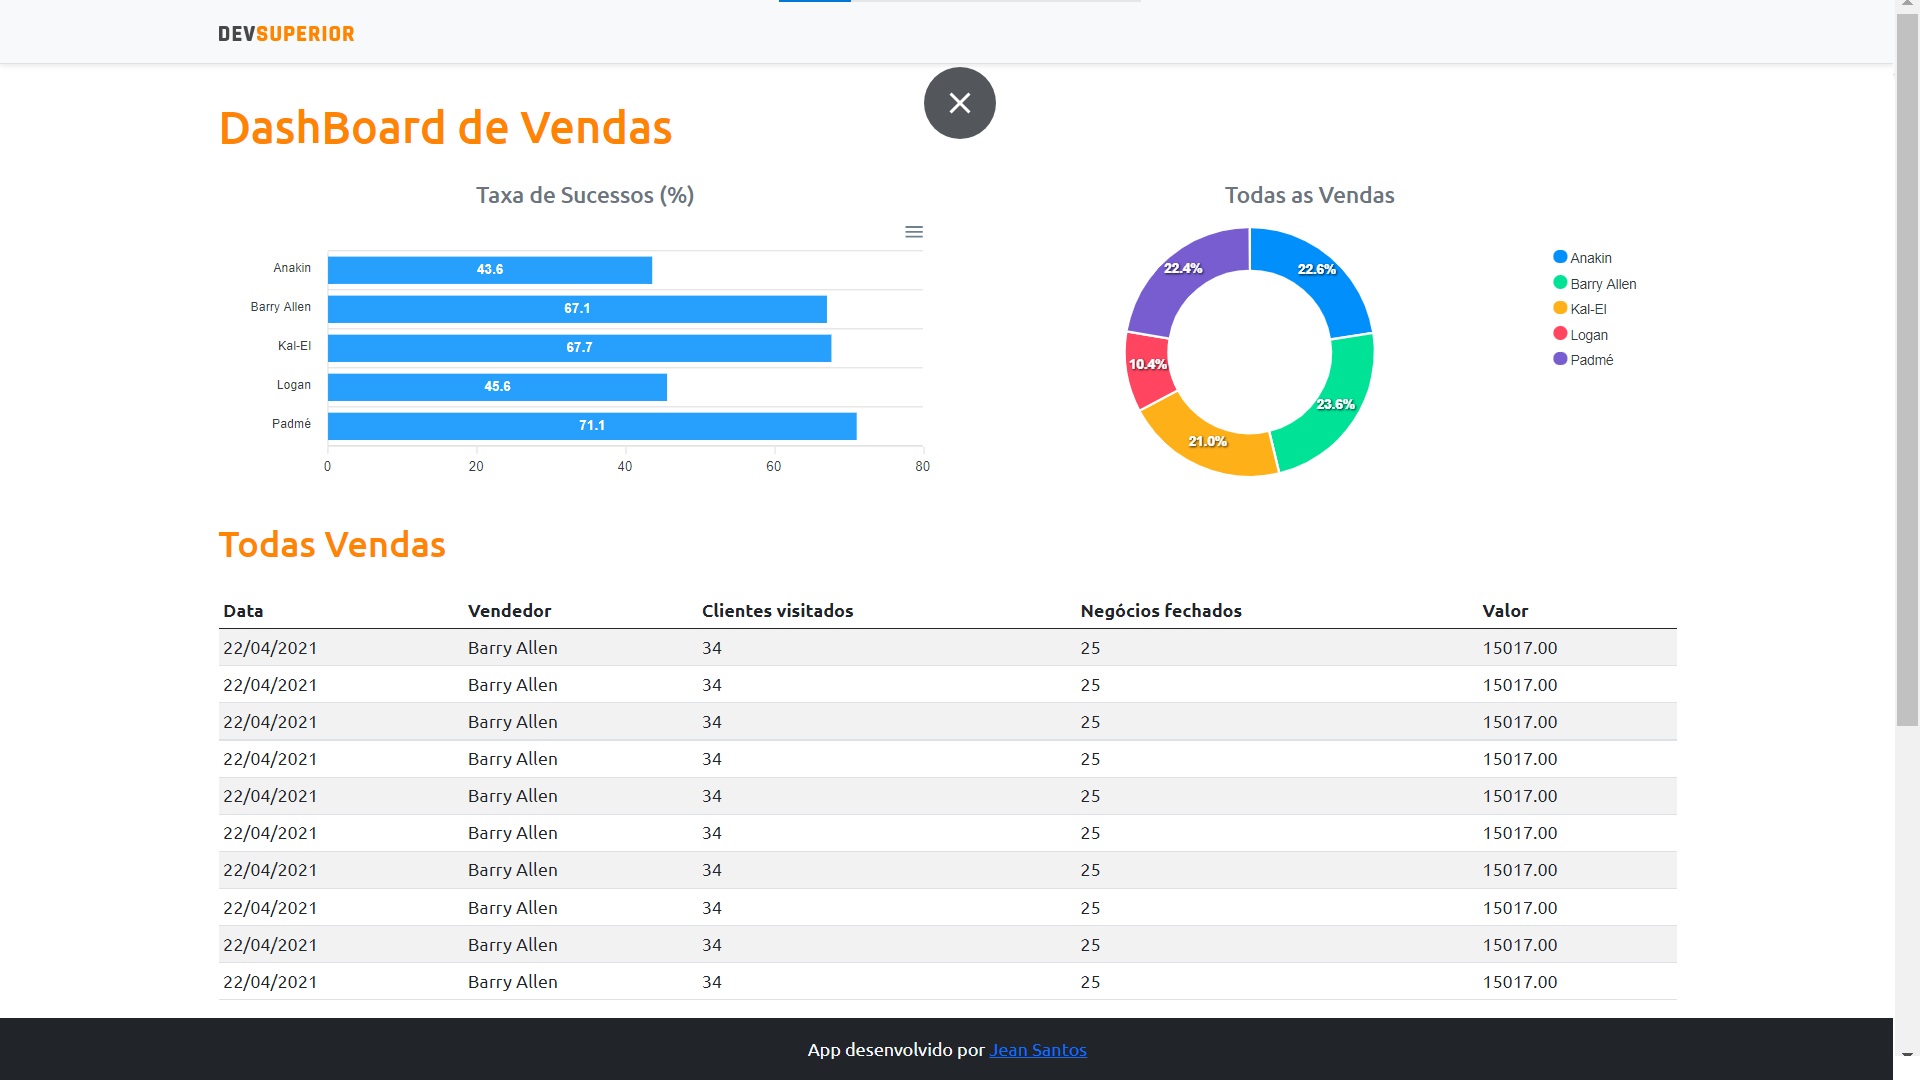 DEVSUPERIOR
DashBoard de Vendas
Taxa de Sucessos (%)
Anakin 43.6
Barry Allen 67.1
Kal-El 67.7
Logan 45.6
Padmé 71.1
0 20 40 60 80
Todas as Vendas
22.4% 22.6%
10.4%
23.6%
21.0%
Anakin
Barry Allen
Kal-El
Logan
Padmé
Todas Vendas
Data Vendedor Clientes visitados Negócios fechados Valor
22/04/2021 Barry Allen 34 25 15017.00
22/04/2021 Barry Allen 34 25 15017.00
22/04/2021 Barry Allen 34 25 15017.00
22/04/2021 Barry Allen 34 25 15017.00
22/04/2021 Barry Allen 34 25 15017.00
22/04/2021 Barry Allen 34 25 15017.00
22/04/2021 Barry Allen 34 25 15017.00
22/04/2021 Barry Allen 34 25 15017.00
22/04/2021 Barry Allen 34 25 15017.00
22/04/2021 Barry Allen 34 25 15017.00
App desenvolvido por Jean Santos